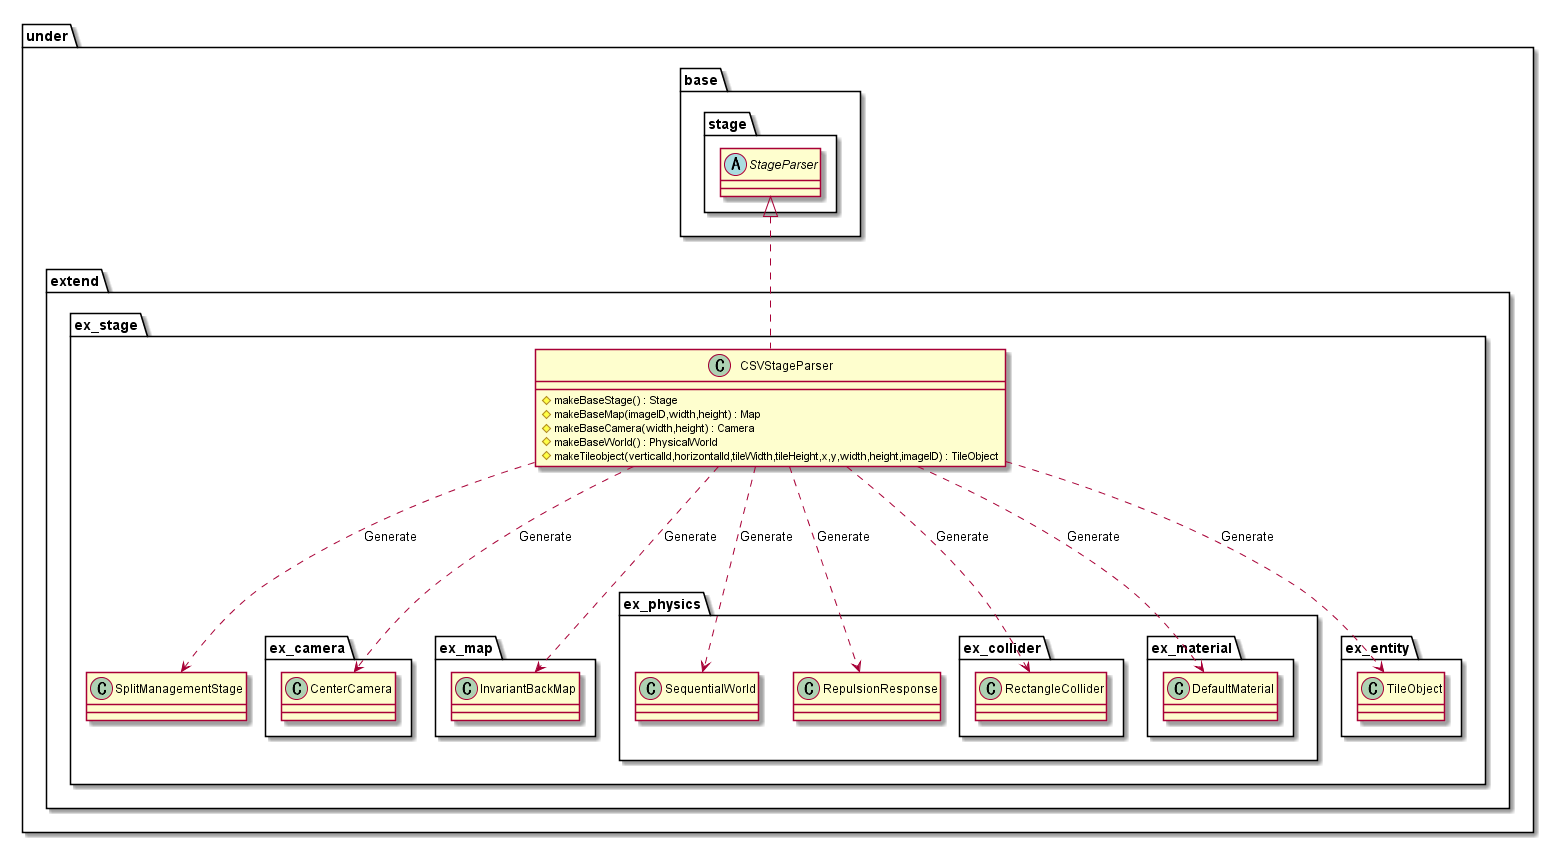 under
base
stage
A StageParser
extend
ex_stage
C CSVStageParser
makeBaseStage() : Stage
makeBaseMap(imageID,width,height) : Map
makeBaseCamera(width,height) : Camera
makeBaseWorld() : PhysicalWorld
makeTileobject(verticalId,horizontalId,tileWidth,tileHeight,x,y,width,height,imageID) : TileObject
Generate Generate Generate Generate Generate Generate Generate Generate
ex_physics
ex_camera ex_map ex_collider ex_material ex_entity
C SplitManagementStage C CenterCamera C InvariantBackMap C SequentialWorld C RepulsionResponse C RectangleCollider C DefaultMaterial C TileObject